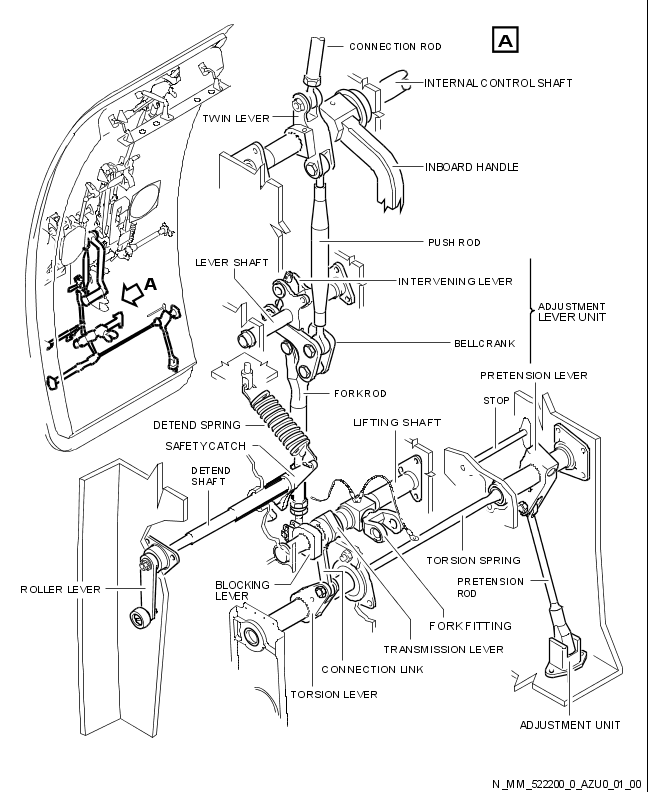 CONNECTION ROD
A
INTERNAL CONTROL SHAFT
TWIN LEVER
INBOARD HANDLE
PUSH ROD
LEVER SHAFT
INTERVENING LEVER
A
ADJUSTMENT
LEVER UNIT
BELLCRANK
PRETENSION LEVER
FORKROD
STOP
DETEND SPRING
LIFTING SHAFT
SAFETY CATCH
DETEND
SHAFT
TORSION SPRING
ROLLER LEVER
BLOCKING
LEVER
PRETENSION
ROD
FORK FITTING
TRANSMISSION LEVER
CONNECTION LINK
TORSION LEVER
ADJUSTMENT UNIT
N_MM_522200_0_AZU0_01_00